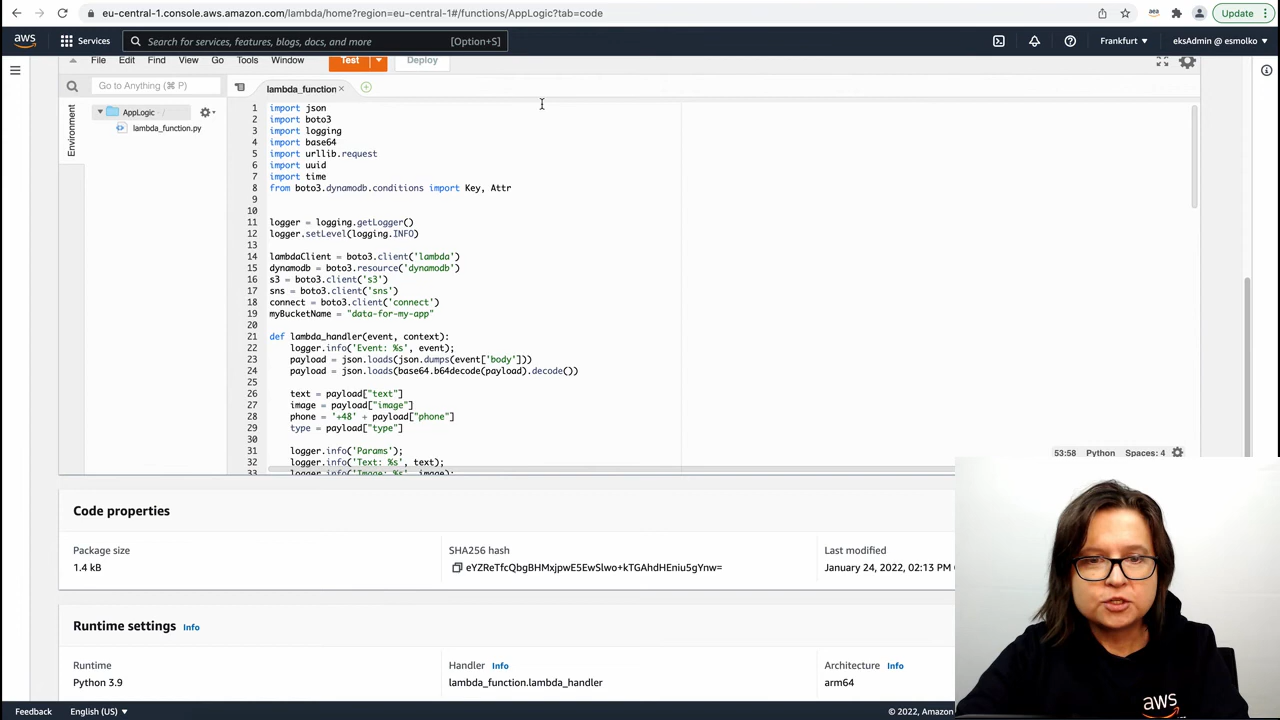 eu-central-1.console.aws.amazon.com/lambda/home?region=eu-central-1#/functions/AppLogic?tab=code
aea
Update
aws
Services
Search for services, features, blogs, docs, and more
[Option+S]
Frankfurt
eksAdmin @ esmolko
File Edit Find View Go Tools Window
Test
Deploy
Go to Anything (⌘ P)
lambda_function
Environment
AppLogic /
lambda_function.py
1 import json
2 import boto3
3 import logging
4 import base64
5 import urllib.request
6 import uuid
7 import time
8 from boto3.dynamodb.conditions import Key, Attr
9
10
11 logger = logging.getLogger()
12 logger.setLevel(logging.INFO)
13
14 lambdaClient = boto3.client('lambda')
15 dynamodb = boto3.resource('dynamodb')
16 s3 = boto3.client('s3')
17 sns = boto3.client('sns')
18 connect = boto3.client('connect')
19 myBucketName = "data-for-my-app"
20
21 def lambda_handler(event, context):
22 logger.info('Event: %s', event);
23 payload = json.loads(json.dumps(event['body']))
24 payload = json.loads(base64.b64decode(payload).decode())
25
26 text = payload["text"]
27 image = payload["image"]
28 phone = '+48' + payload["phone"]
29 type = payload["type"]
30
31 logger.info('Params');
32 logger.info('Text: %s', text);
33 logger.info('Image: %s', image);
53:58 Python Spaces: 4
Code properties
Package size
1.4 kB
SHA256 hash
eYZReTfcQbgBHMxjpwE5EwSlwo+kTGAhdHEniu5gYnw=
Last modified
January 24, 2022, 02:13 PM
Runtime settings Info
Runtime
Python 3.9
Handler Info
lambda_function.lambda_handler
Architecture Info
arm64
aws
Feedback English (US)
© 2022, Amazon